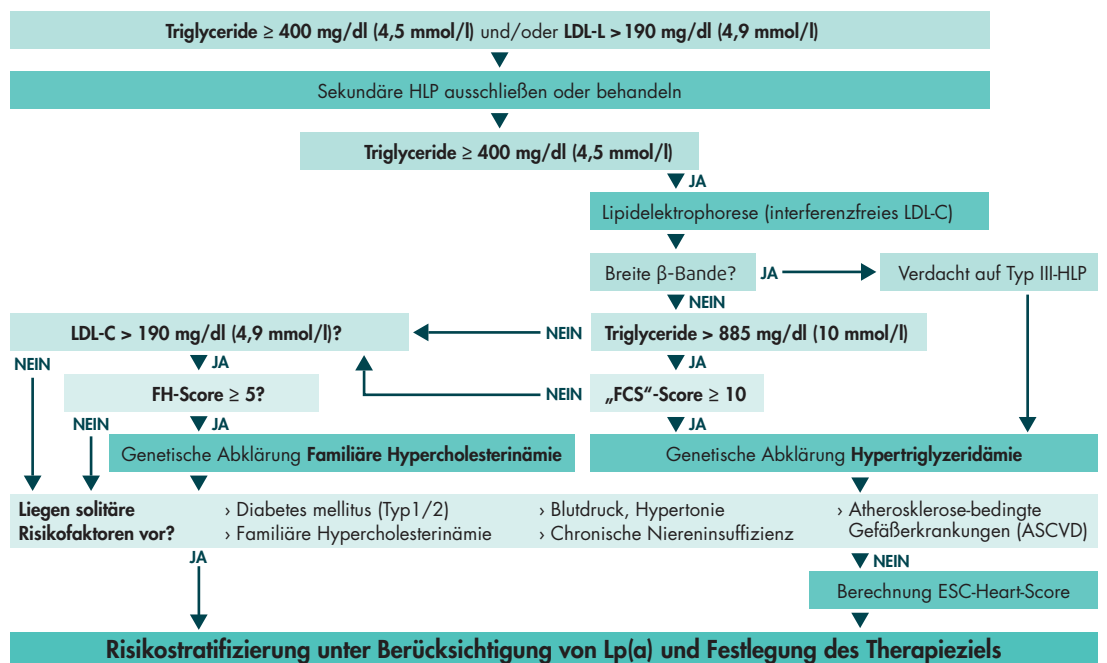 Triglyceride ≥ 400 mg/dl (4,5 mmol/l) und/oder LDL-L > 190 mg/dl (4,9 mmol/l)
Sekundäre HLP ausschließen oder behandeln
Triglyceride ≥ 400 mg/dl (4,5 mmol/l)
JA
Lipidelektrophorese (interferenzfreies LDL-C)
Breite β-Bande?
JA
Verdacht auf Typ III-HLP
NEIN
LDL-C > 190 mg/dl (4,9 mmol/l)?
NEIN
Triglyceride > 885 mg/dl (10 mmol/l)
NEIN
JA
JA
FH-Score ≥ 5?
NEIN
„FCS“-Score ≥ 10
NEIN
JA
JA
Genetische Abklärung Familiäre Hypercholesterinämie
Genetische Abklärung Hypertriglyzeridämie
Liegen solitäre
Risikofaktoren vor?
› Diabetes mellitus (Typ1/2)
› Familiäre Hypercholesterinämie
› Blutdruck, Hypertonie
› Chronische Niereninsuffizienz
› Atherosklerose-bedingte
Gefäßerkrankungen (ASCVD)
JA
NEIN
Berechnung ESC-Heart-Score
Risikostratifizierung unter Berücksichtigung von Lp(a) und Festlegung des Therapieziels